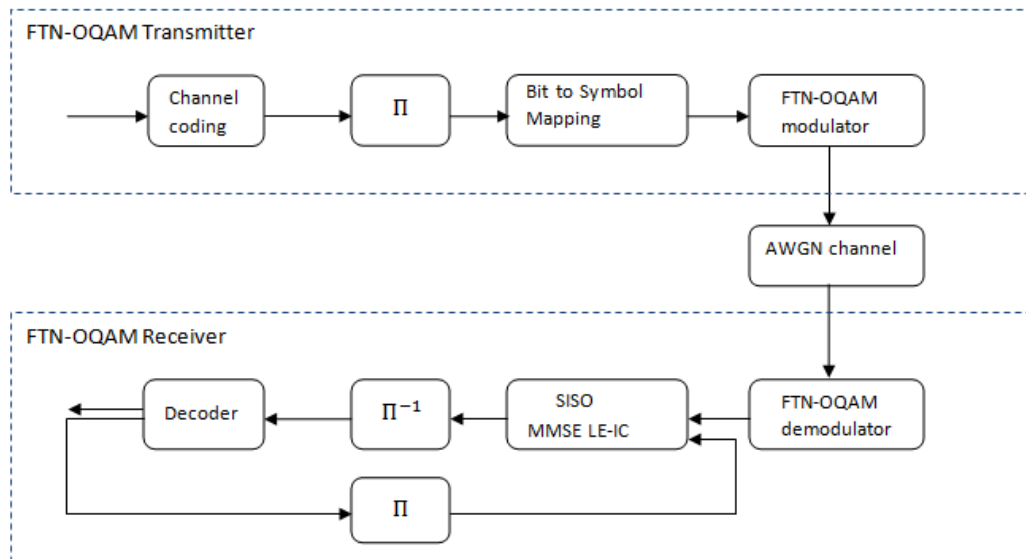 FTN-OQAM Transmitter
Channel
coding
Π
Bit to Symbol
Mapping
FTN-OQAM
modulator
AWGN channel
FTN-OQAM Receiver
Decoder
Π⁻¹
SISO
MMSE LE-IC
FTN-OQAM
demodulator
Π